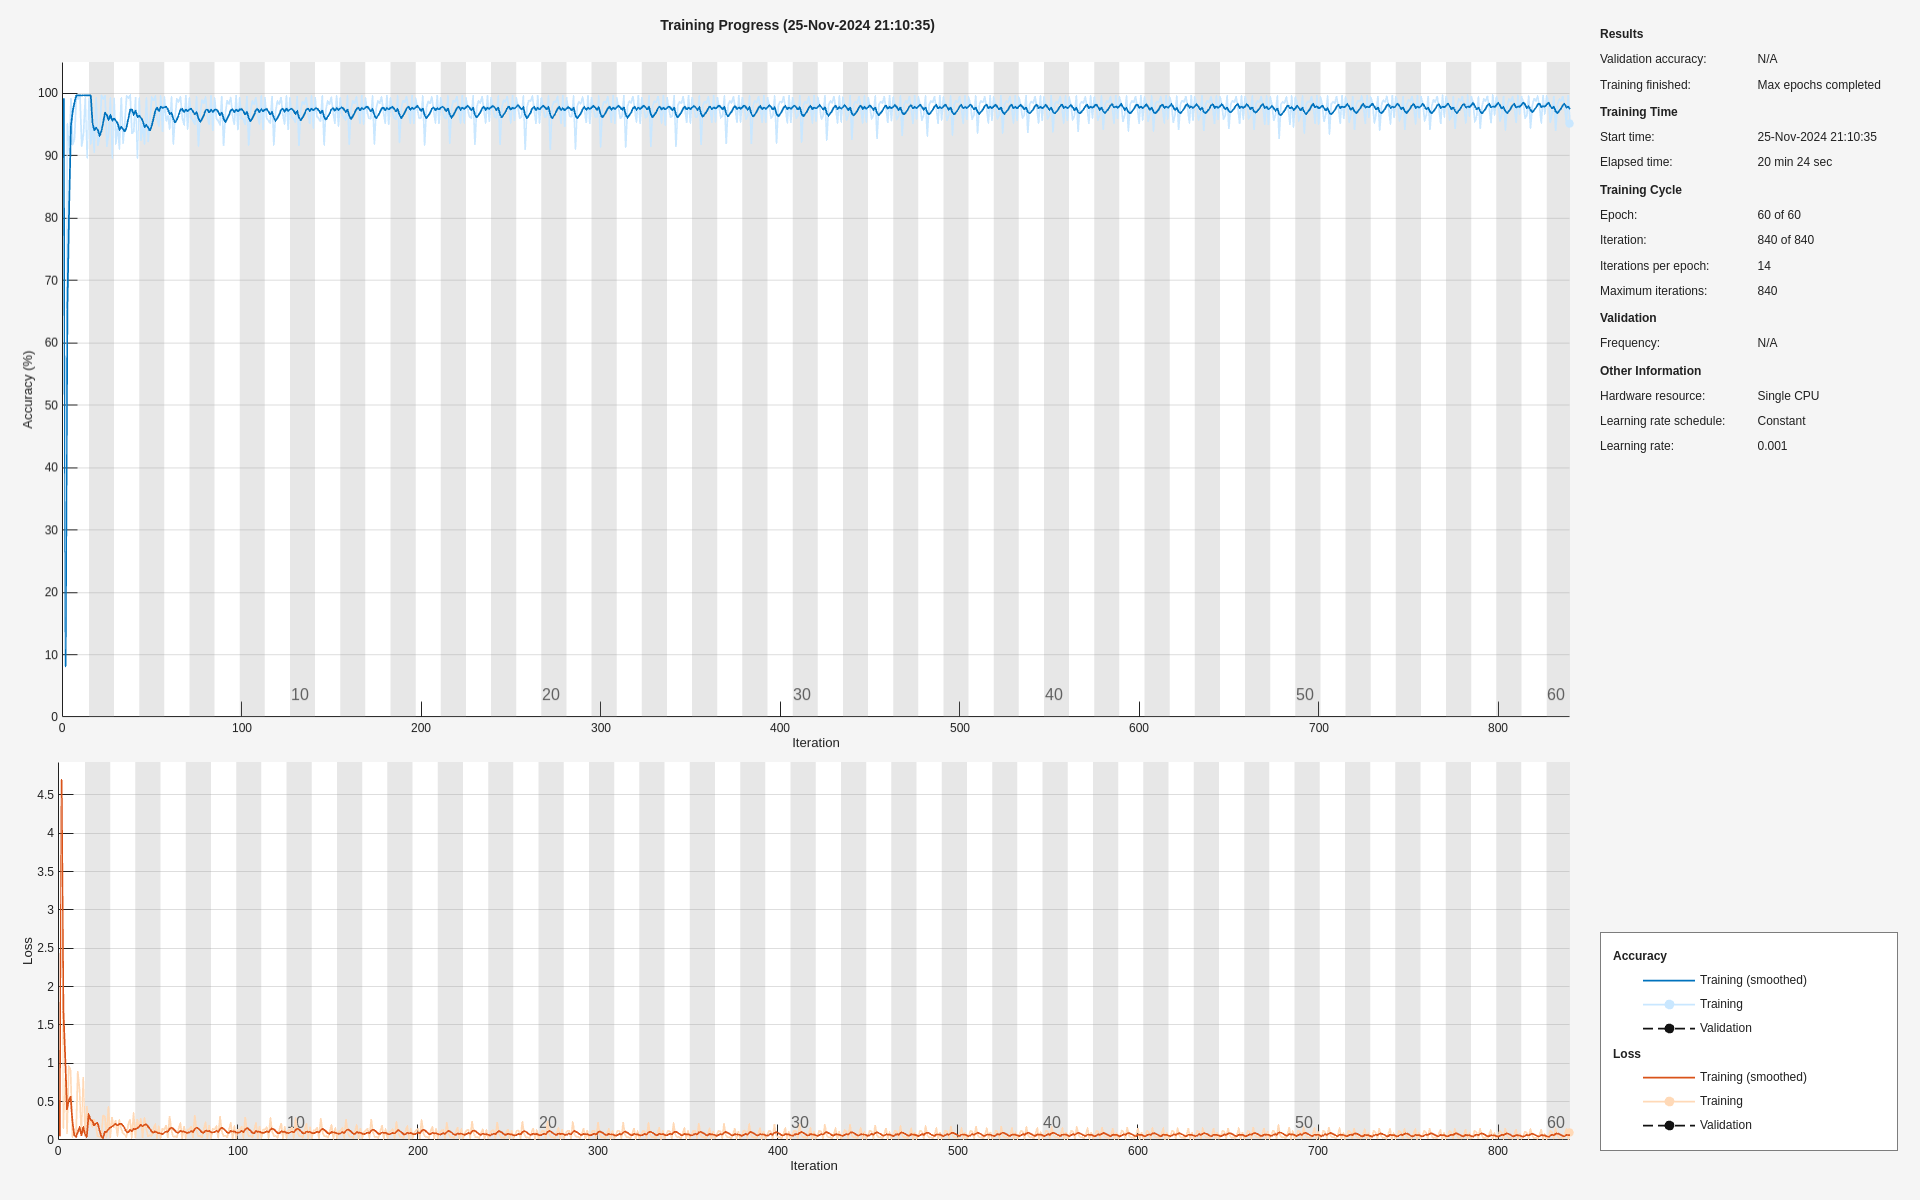 Training Progress (25-Nov-2024 21:10:35)
100
90
80
70
60
50
40
30
20
10
0
Accuracy (%)
10 20 30 40 50 60
0 100 200 300 400 500 600 700 800
Iteration
4.5
4
3.5
3
2.5
2
1.5
1
0.5
0
Loss
10 20 30 40 50 60
0 100 200 300 400 500 600 700 800
Iteration
Results
Validation accuracy: N/A
Training finished: Max epochs completed
Training Time
Start time: 25-Nov-2024 21:10:35
Elapsed time: 20 min 24 sec
Training Cycle
Epoch: 60 of 60
Iteration: 840 of 840
Iterations per epoch: 14
Maximum iterations: 840
Validation
Frequency: N/A
Other Information
Hardware resource: Single CPU
Learning rate schedule: Constant
Learning rate: 0.001
Accuracy
Training (smoothed)
Training
Validation
Loss
Training (smoothed)
Training
Validation